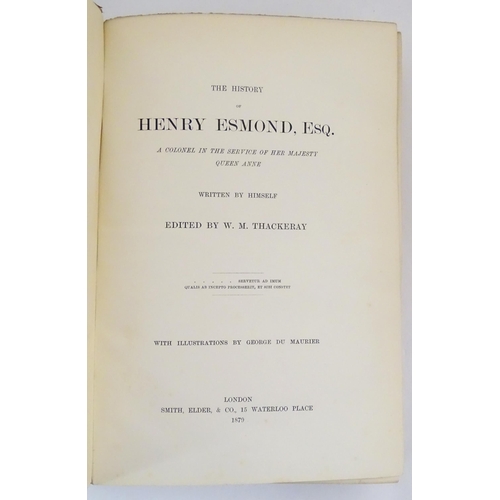 THE HISTORY
OF
HENRY ESMOND, ESQ.
A COLONEL IN THE SERVICE OF HER MAJESTY
QUEEN ANNE
WRITTEN BY HIMSELF
EDITED BY W. M. THACKERAY
. . . . SERVETUR AD IMUM
QUALIS AB INCEPTO PROCESSERIT, ET SIBI CONSTET
WITH ILLUSTRATIONS BY GEORGE DU MAURIER
LONDON
SMITH, ELDER, & CO., 15 WATERLOO PLACE
1879